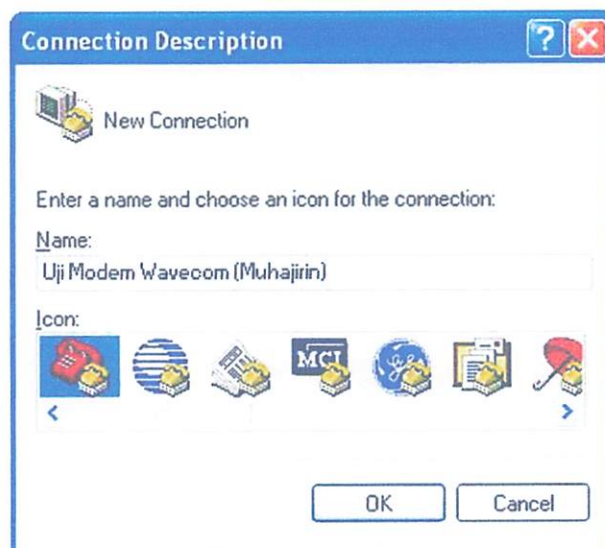 Connection Description
New Connection
Enter a name and choose an icon for the connection:
Name:
Uji Modem Wavecom (Muhajirin)
Icon:
MCI
OK
Cancel